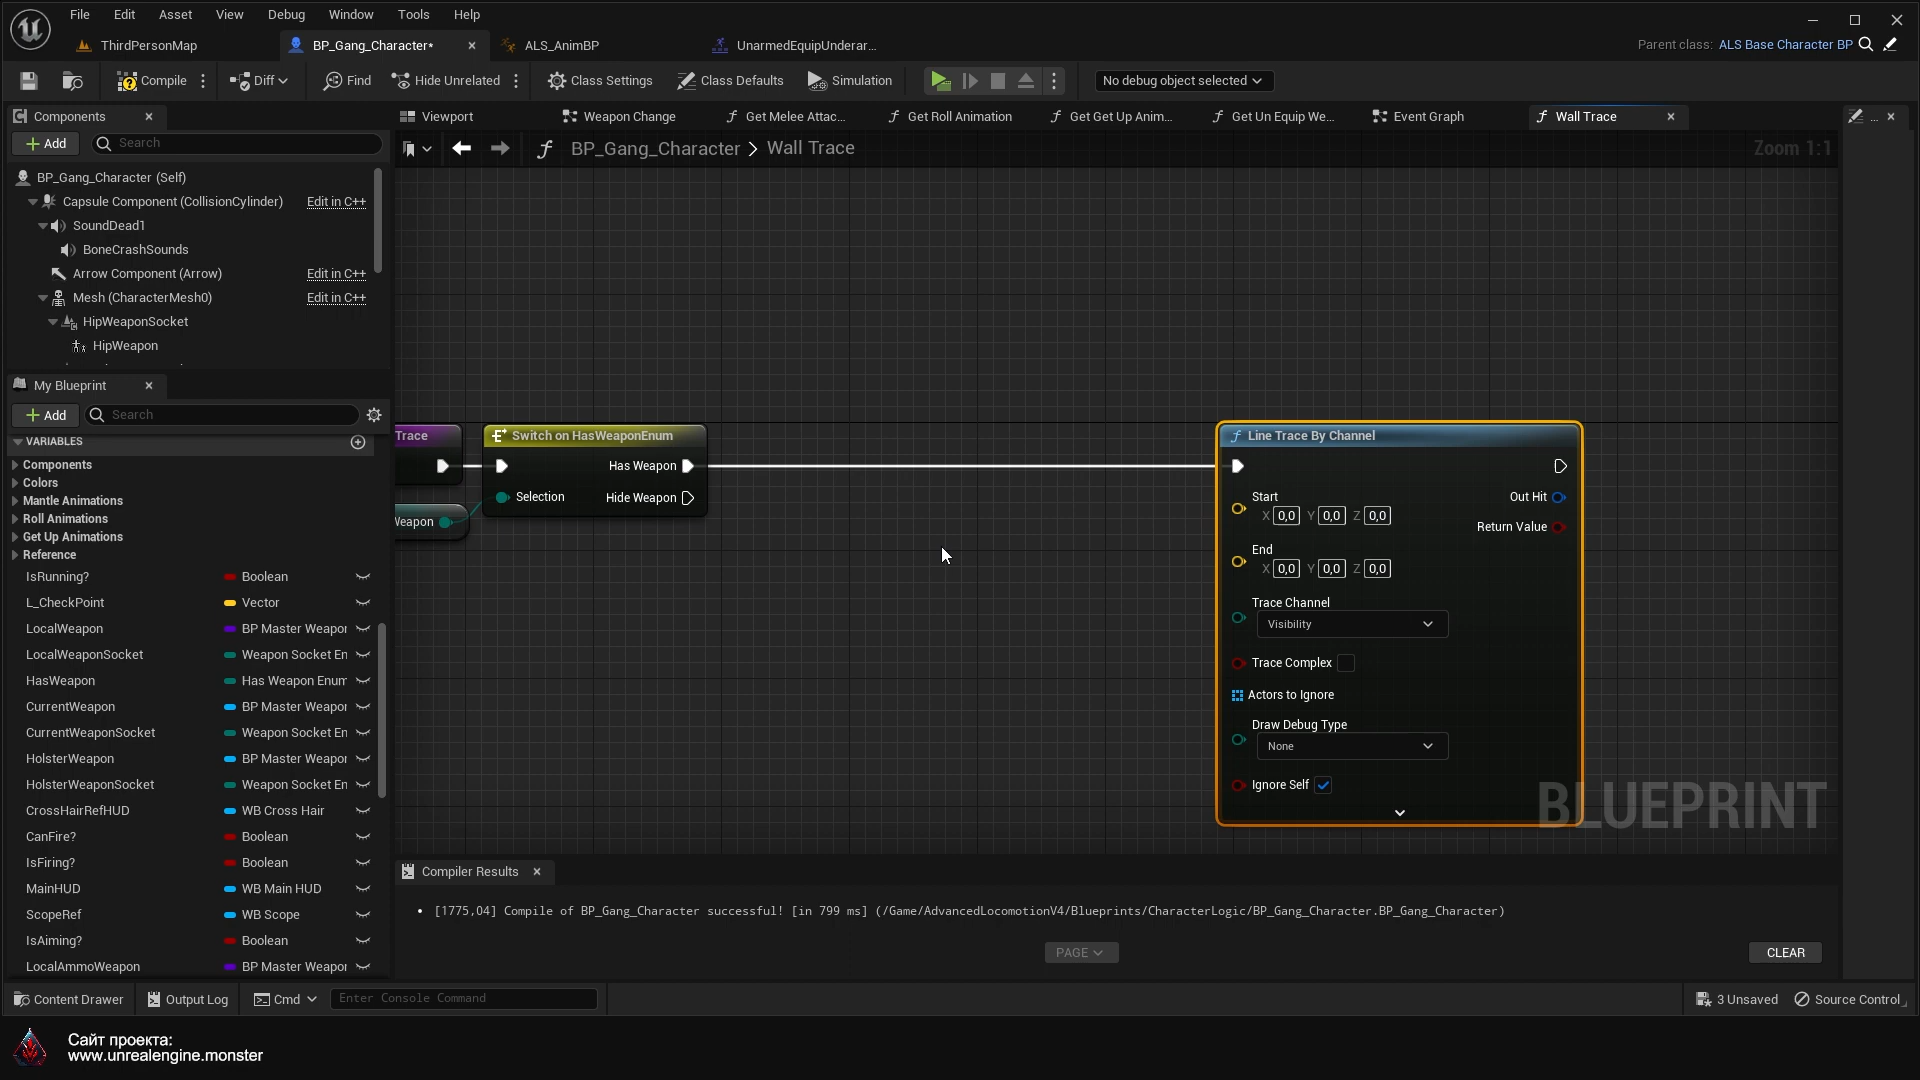 File Edit Asset View Debug Window Tools Help
ThirdPersonMap BP_Gang_Character* ALS_AnimBP UnarmedEquipUnderar...
Parent class: ALS Base Character BP
Compile Diff Find Hide Unrelated Class Settings Class Defaults Simulation No debug object selected
Components
Viewport Weapon Change Get Melee Attac... Get Roll Animation Get Get Up Anim... Get Un Equip We... Event Graph Wall Trace ...
Add Search
BP_Gang_Character > Wall Trace Zoom 1:1
BP_Gang_Character (Self)
Capsule Component (CollisionCylinder) Edit in C++
SoundDead1
BoneCrashSounds
Arrow Component (Arrow) Edit in C++
Mesh (CharacterMesh0) Edit in C++
HipWeaponSocket
HipWeapon
My Blueprint
Add Search
VARIABLES
Components
Colors
Mantle Animations
Roll Animations
Get Up Animations
Reference
IsRunning? Boolean
L_CheckPoint Vector
LocalWeapon BP Master Weapor
LocalWeaponSocket Weapon Socket En
HasWeapon Has Weapon Enum
CurrentWeapon BP Master Weapor
CurrentWeaponSocket Weapon Socket En
HolsterWeapon BP Master Weapor
HolsterWeaponSocket Weapon Socket En
CrossHairRefHUD WB Cross Hair
CanFire? Boolean
IsFiring? Boolean
MainHUD WB Main HUD
ScopeRef WB Scope
IsAiming? Boolean
LocalAmmoWeapon BP Master Weapor
Trace
Weapon
Switch on HasWeaponEnum
Has Weapon
Selection Hide Weapon
Line Trace By Channel
Start Out Hit
X 0,0 Y 0,0 Z 0,0
Return Value
End
X 0,0 Y 0,0 Z 0,0
Trace Channel
Visibility
Trace Complex
Actors to Ignore
Draw Debug Type
None
Ignore Self
BLUEPRINT
Compiler Results
[1775,04] Compile of BP_Gang_Character successful! [in 799 ms] (/Game/AdvancedLocomotionV4/Blueprints/CharacterLogic/BP_Gang_Character.BP_Gang_Character)
PAGE CLEAR
Content Drawer Output Log Cmd Enter Console Command 3 Unsaved Source Control
Сайт проекта:
www.unrealengine.monster